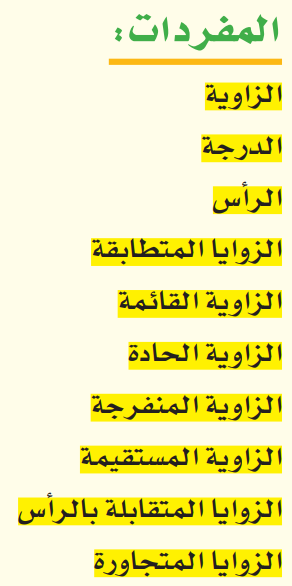 المفردات:
الزاوية
الدرجة
الرأس
الزوايا المتطابقة
الزاوية القائمة
الزاوية الحادة
الزاوية المنفرجة
الزاوية المستقيمة
الزوايا المتقابلة بالرأس
الزوايا المتجاورة